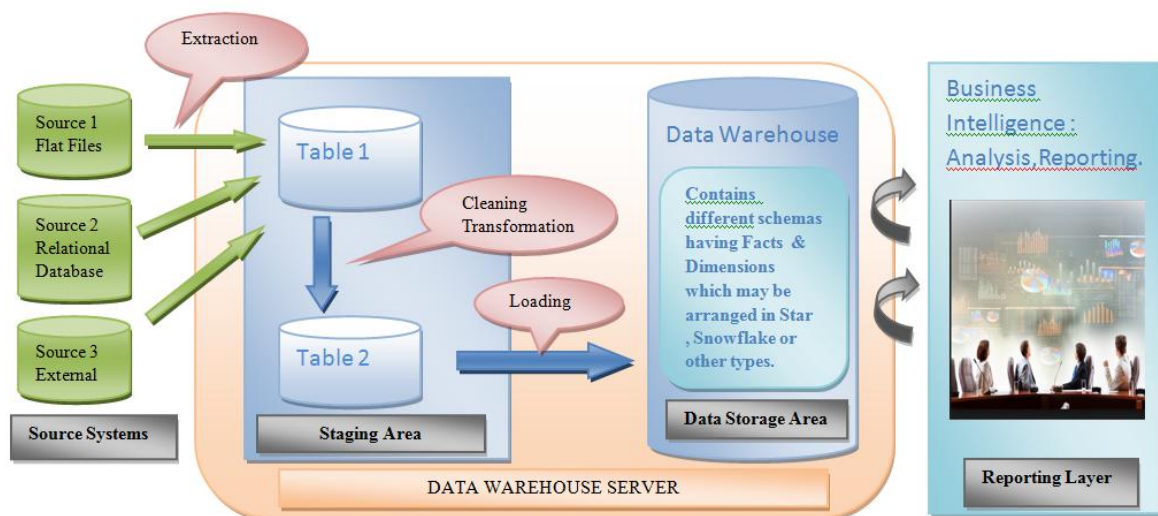 Extraction
Source 1
Flat Files
Source 2
Relational
Database
Source 3
External
Source Systems
Table 1
Cleaning
Transformation
Table 2
Loading
Staging Area
Data Warehouse
Contains
different schemas
having Facts &
Dimensions
which may be
arranged in Star
, Snowflake or
other types.
Data Storage Area
DATA WAREHOUSE SERVER
Business
Intelligence :
Analysis,Reporting.
Reporting Layer